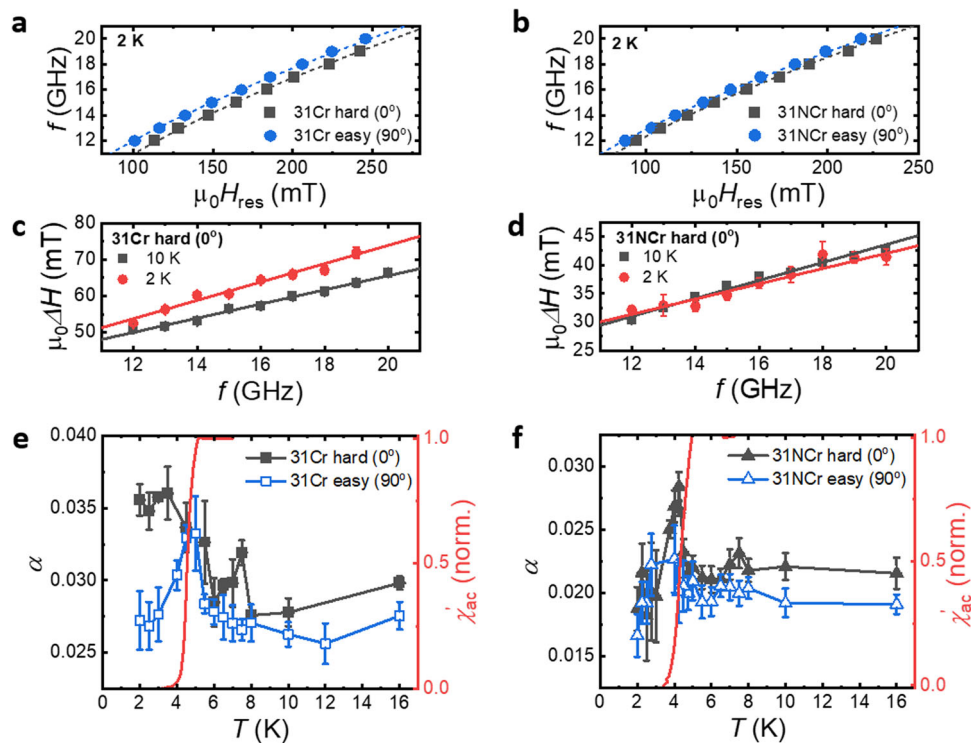 a
2 K
f (GHz)
20
18
16
14
12
31Cr hard (0°)
31Cr easy (90°)
100
150
200
250
μ₀Hres (mT)
b
2 K
f (GHz)
20
18
16
14
12
31NCr hard (0°)
31NCr easy (90°)
100
150
200
250
μ₀Hres (mT)
c
31Cr hard (0°)
10 K
2 K
μ₀ΔH (mT)
80
70
60
50
12
14
16
18
20
f (GHz)
d
31NCr hard (0°)
10 K
2 K
μ₀ΔH (mT)
45
40
35
30
25
12
14
16
18
20
f (GHz)
e
31Cr hard (0°)
31Cr easy (90°)
α
0.040
0.035
0.030
0.025
1.0
0.5
0.0
χac (norm.)
0
2
4
6
8
10
12
14
16
T (K)
f
31NCr hard (0°)
31NCr easy (90°)
α
0.030
0.025
0.020
0.015
1.0
0.5
0.0
χac (norm.)
0
2
4
6
8
10
12
14
16
T (K)